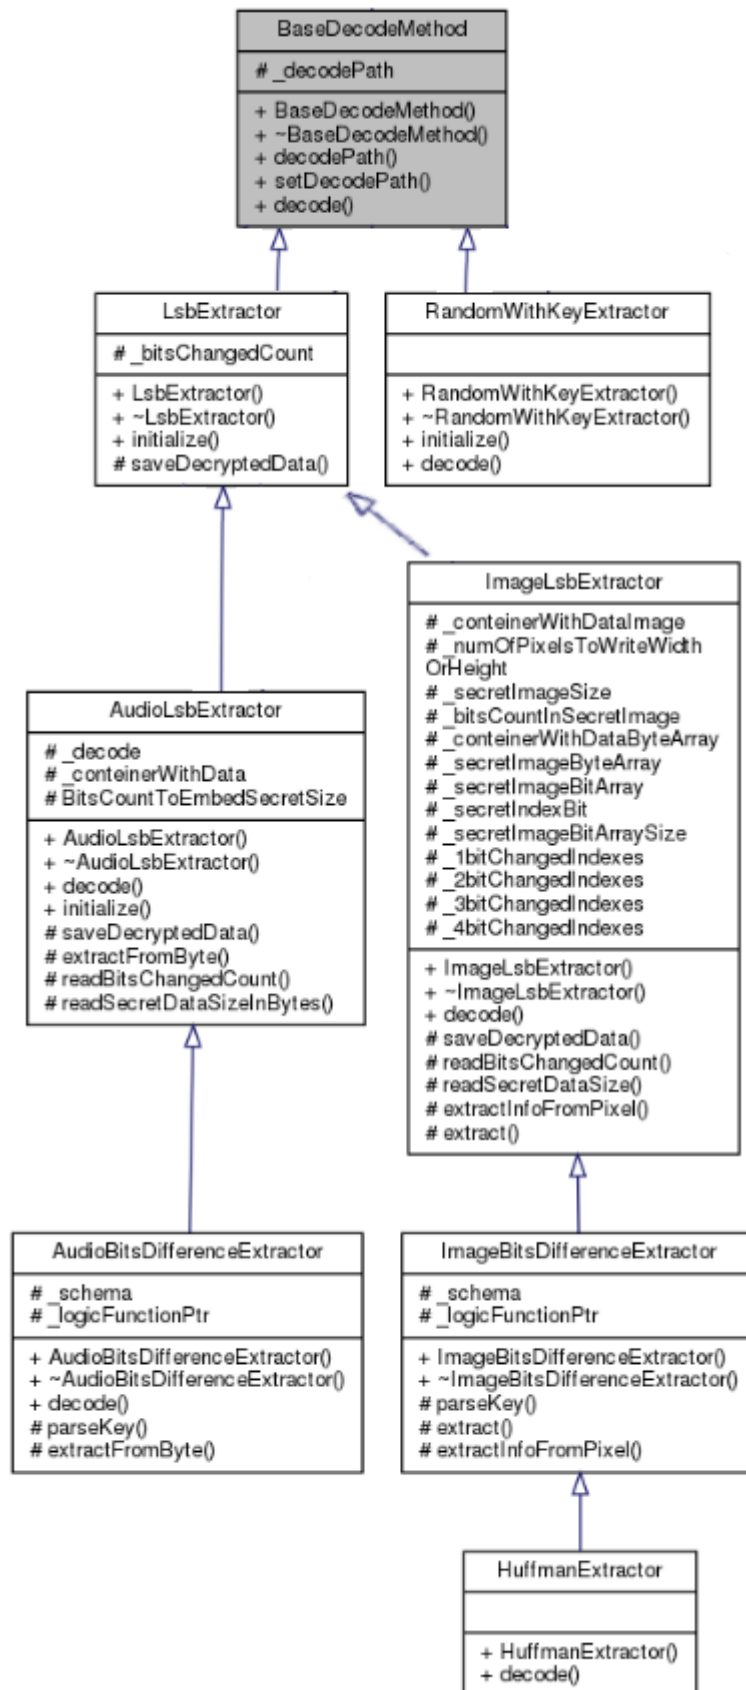 BaseDecodeMethod
# _decodePath
+ BaseDecodeMethod()
+ ~BaseDecodeMethod()
+ decodePath()
+ setDecodePath()
+ decode()
LsbExtractor
# _bitsChangedCount
+ LsbExtractor()
+ ~LsbExtractor()
+ initialize()
# saveDecryptedData()
RandomWithKeyExtractor
+ RandomWithKeyExtractor()
+ ~RandomWithKeyExtractor()
+ initialize()
+ decode()
ImageLsbExtractor
# _conteinerWithDataImage
# _numOfPixelsToWriteWidth
OrHeight
# _secretImageSize
# _bitsCountInSecretImage
# _conteinerWithDataByteArray
# _secretImageByteArray
# _secretImageBitArray
# _secretIndexBit
# _secretImageBitArraySize
# _1bitChangedIndexes
# _2bitChangedIndexes
# _3bitChangedIndexes
# _4bitChangedIndexes
+ ImageLsbExtractor()
+ ~ImageLsbExtractor()
+ decode()
# saveDecryptedData()
# readBitsChangedCount()
# readSecretDataSize()
# extractInfoFromPixel()
# extract()
AudioLsbExtractor
# _decode
# _conteinerWithData
# BitsCountToEmbedSecretSize
+ AudioLsbExtractor()
+ ~AudioLsbExtractor()
+ decode()
+ initialize()
# saveDecryptedData()
# extractFromByte()
# readBitsChangedCount()
# readSecretDataSizeInBytes()
AudioBitsDifferenceExtractor
# _schema
# _logicFunctionPtr
+ AudioBitsDifferenceExtractor()
+ ~AudioBitsDifferenceExtractor()
+ decode()
# parseKey()
# extractFromByte()
ImageBitsDifferenceExtractor
# _schema
# _logicFunctionPtr
+ ImageBitsDifferenceExtractor()
+ ~ImageBitsDifferenceExtractor()
# parseKey()
# extract()
# extractInfoFromPixel()
HuffmanExtractor
+ HuffmanExtractor()
+ decode()